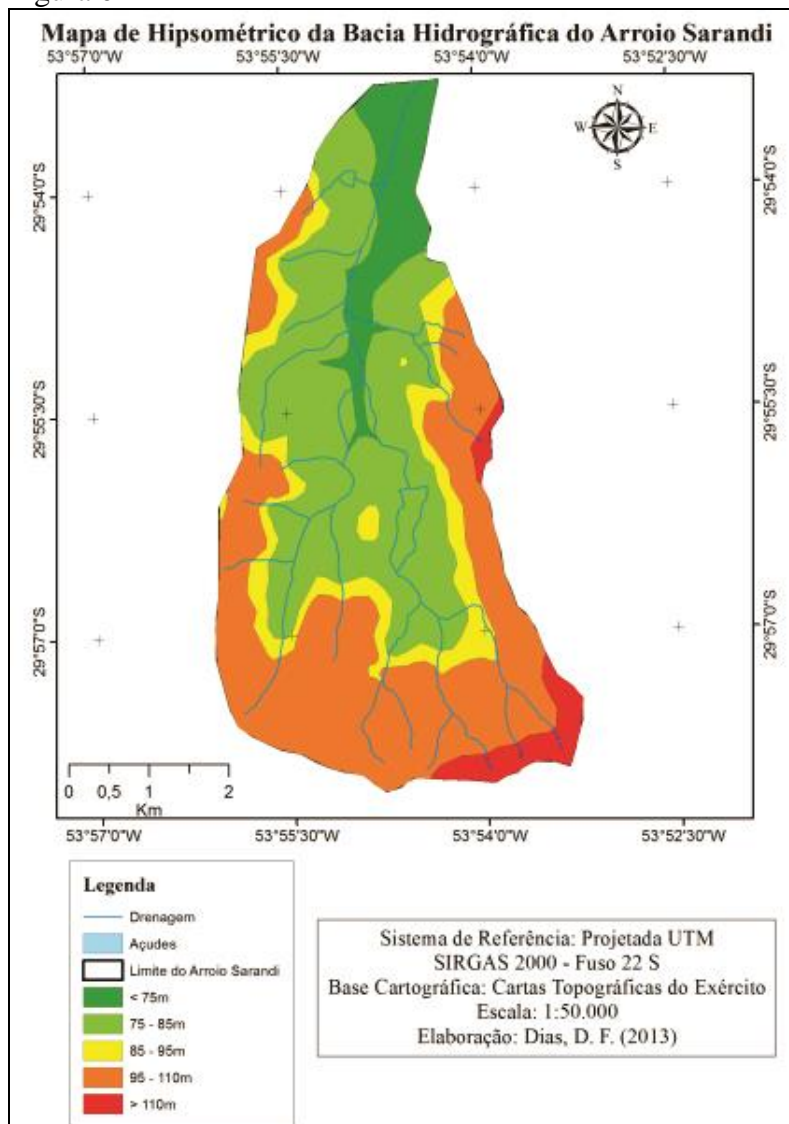 Mapa de Hipsométrico da Bacia Hidrográfica do Arroio Sarandi
53°57'0"W 53°55'30"W 53°54'0"W 53°52'30"W
N
W E
S
29°54'0"S 29°54'0"S
29°55'30"S 29°55'30"S
29°57'0"S 29°57'0"S
0 0,5 1 2
Km
53°57'0"W 53°55'30"W 53°54'0"W 53°52'30"W
Legenda
Drenagem
Açudes
Limite do Arroio Sarandi
< 75m
75 - 85m
85 - 95m
95 - 110m
> 110m
Sistema de Referência: Projetada UTM
SIRGAS 2000 - Fuso 22 S
Base Cartográfica: Cartas Topográficas do Exército
Escala: 1:50.000
Elaboração: Dias, D. F. (2013)